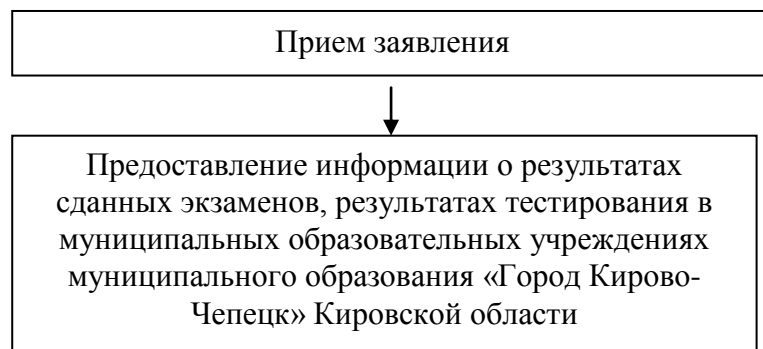 Прием заявления
Предоставление информации о результатах
сданных экзаменов, результатах тестирования в
муниципальных образовательных учреждениях
муниципального образования «Город Кирово-
Чепецк» Кировской области